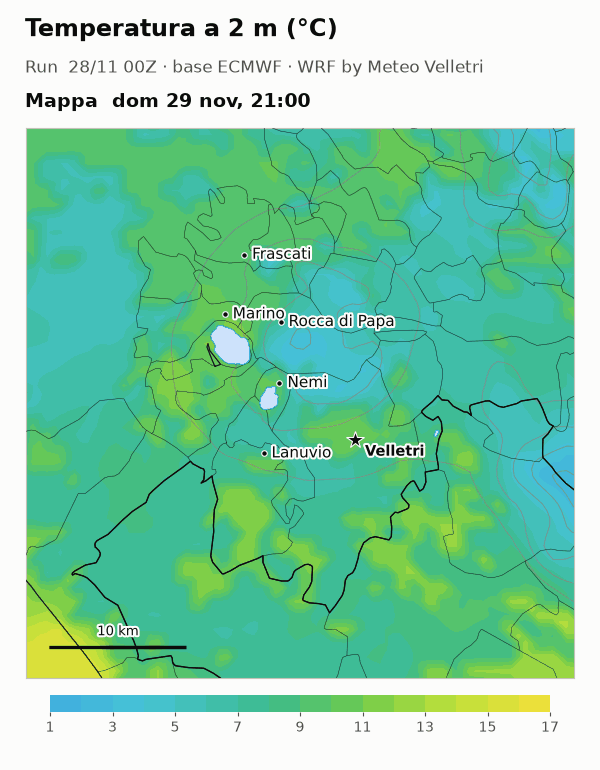 Temperatura a 2 m (°C)
Run  28/11 00Z · base ECMWF · WRF by Meteo Velletri
Mappa  dom 29 nov, 21:00
Frascati
Marino
Rocca di Papa
Nemi
Velletri
Lanuvio
10 km
1 3 5 7 9 11 13 15 17